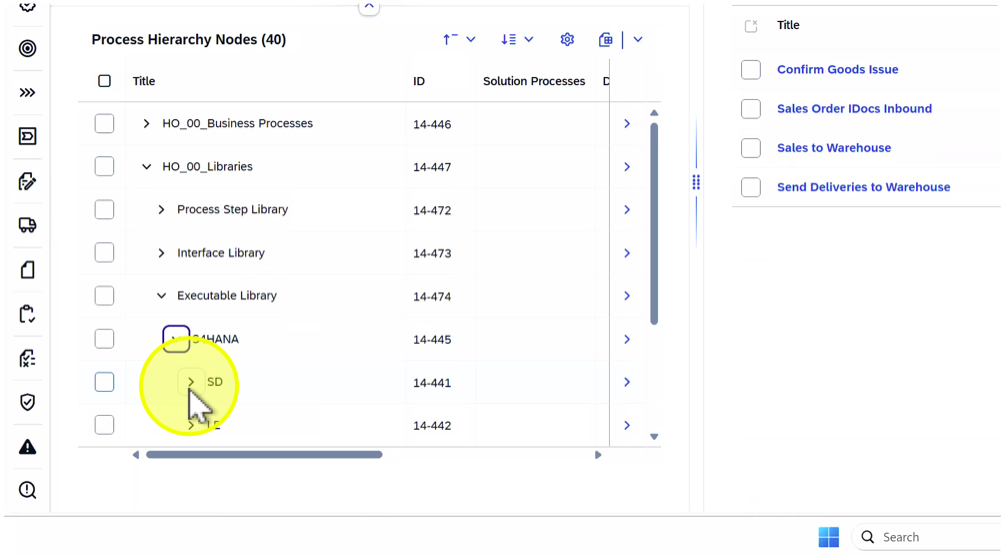 Process Hierarchy Nodes (40)
Title ID Solution Processes D
HO_00_Business Processes 14-446
HO_00_Libraries 14-447
Process Step Library 14-472
Interface Library 14-473
Executable Library 14-474
S4HANA 14-445
SD 14-441
14-442
Title
Confirm Goods Issue
Sales Order IDocs Inbound
Sales to Warehouse
Send Deliveries to Warehouse
Search